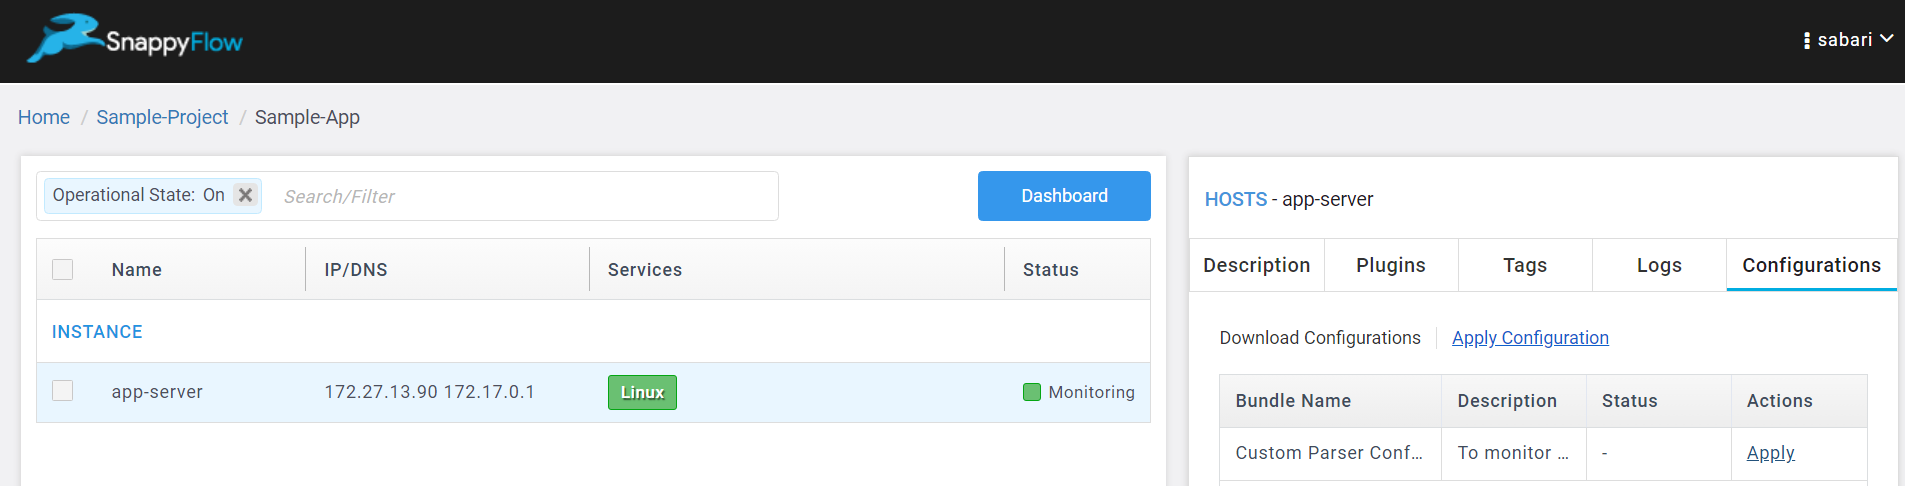 SnappyFlow
sabari
Home / Sample-Project / Sample-App
Operational State: On Search/Filter
Dashboard
Name IP/DNS Services Status
INSTANCE
app-server 172.27.13.90 172.17.0.1 Linux Monitoring
HOSTS - app-server
Description Plugins Tags Logs Configurations
Download Configurations Apply Configuration
Bundle Name Description Status Actions
Custom Parser Conf... To monitor ... - Apply